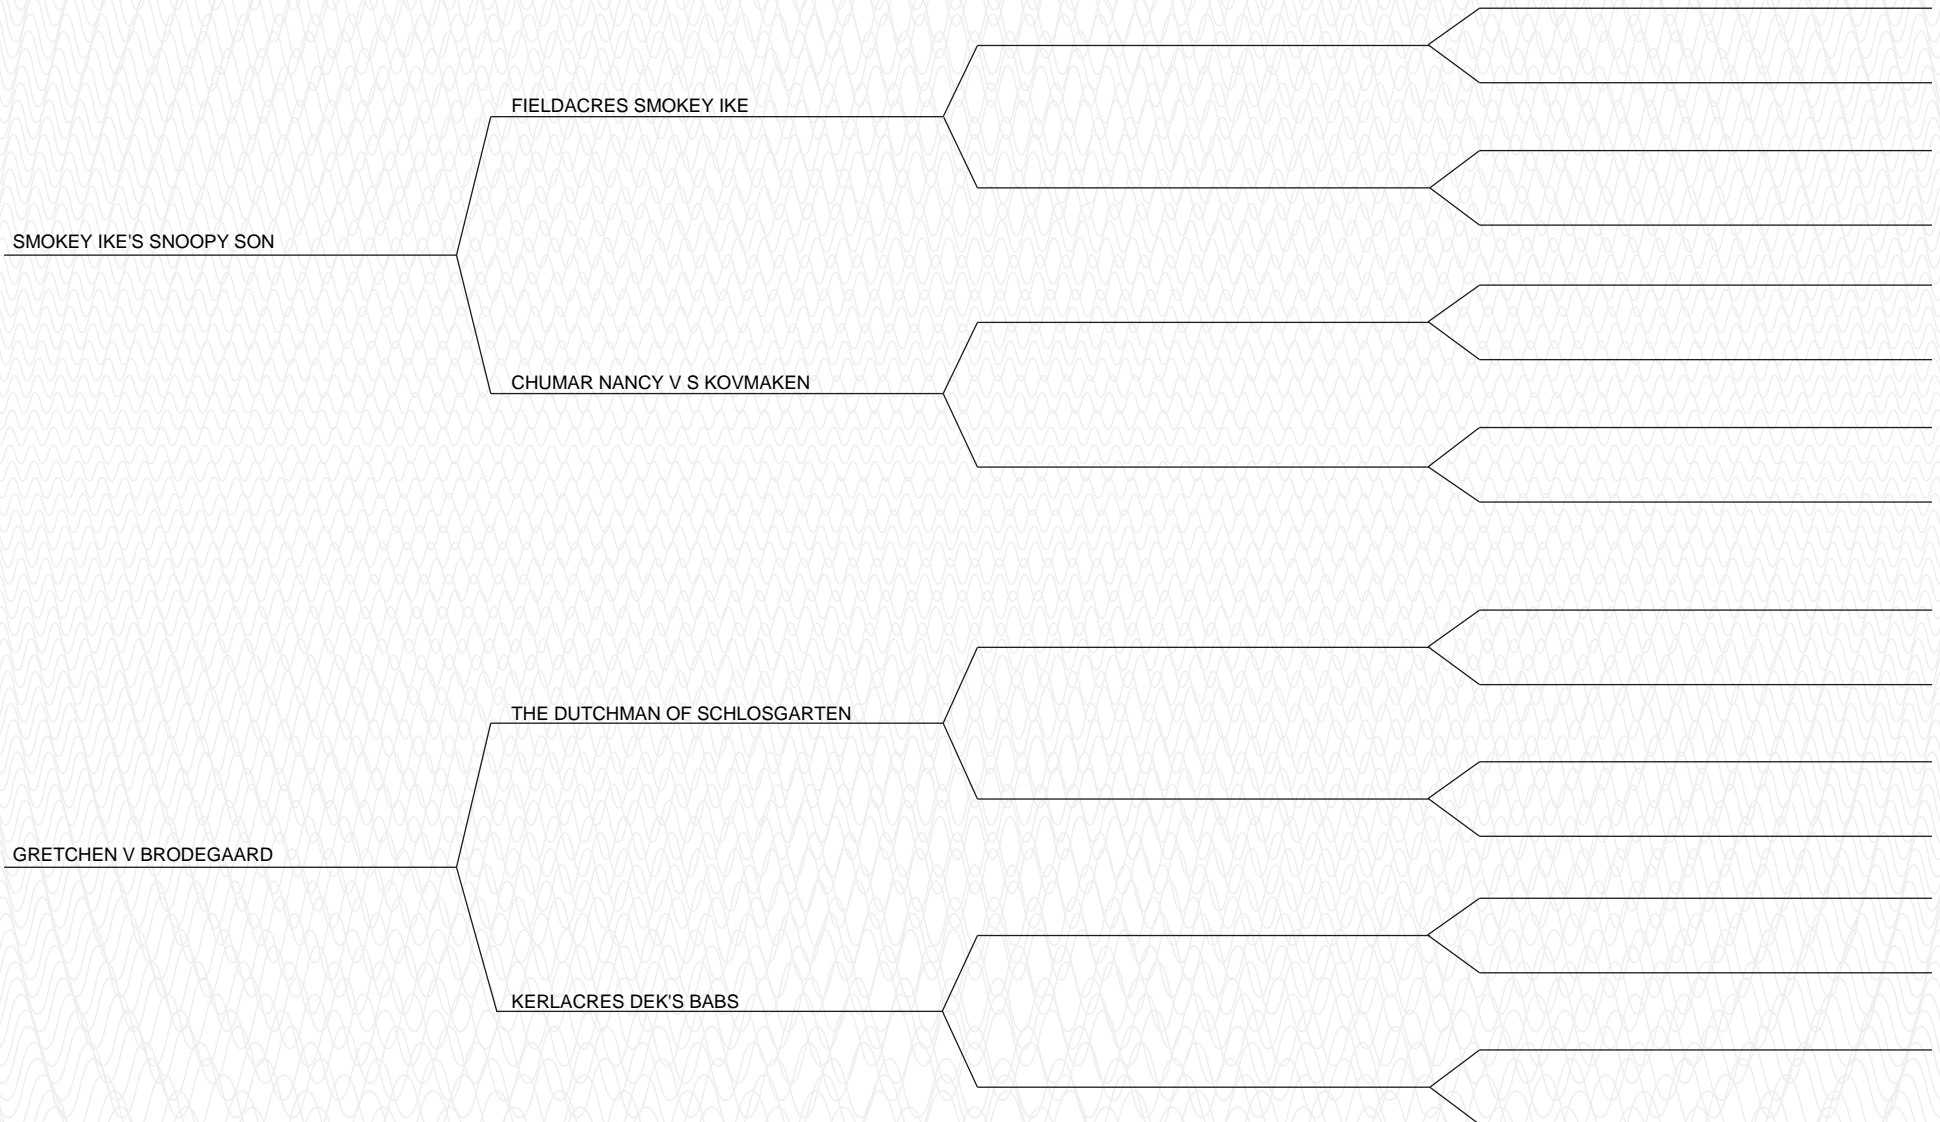 FIELDACRES SMOKEY IKE
SMOKEY IKE'S SNOOPY SON
CHUMAR NANCY V S KOVMAKEN
THE DUTCHMAN OF SCHLOSGARTEN
GRETCHEN V BRODEGAARD
KERLACRES DEK'S BABS